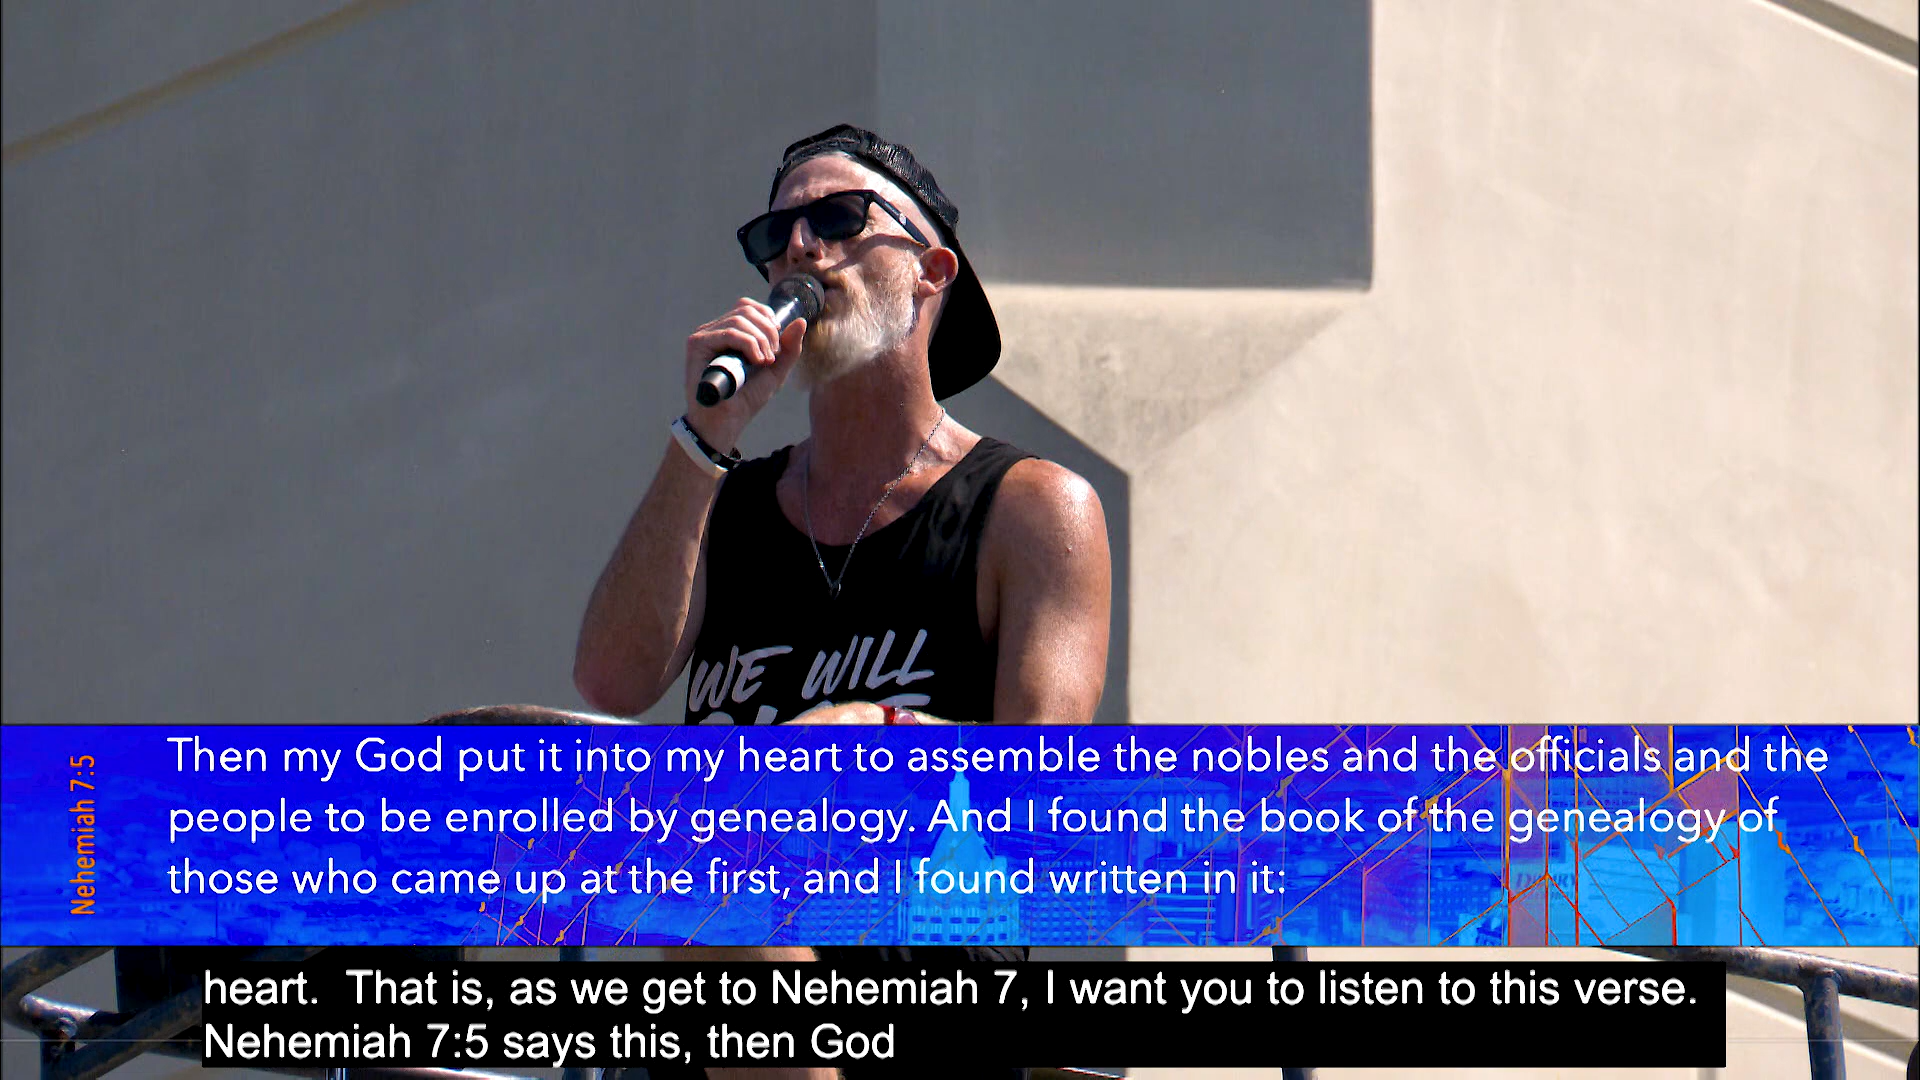 WE WILL
Nehemiah 7:5
Then my God put it into my heart to assemble the nobles and the officials and the
people to be enrolled by genealogy. And I found the book of the genealogy of
those who came up at the first, and I found written in it:
heart.  That is, as we get to Nehemiah 7, I want you to listen to this verse.
Nehemiah 7:5 says this, then God